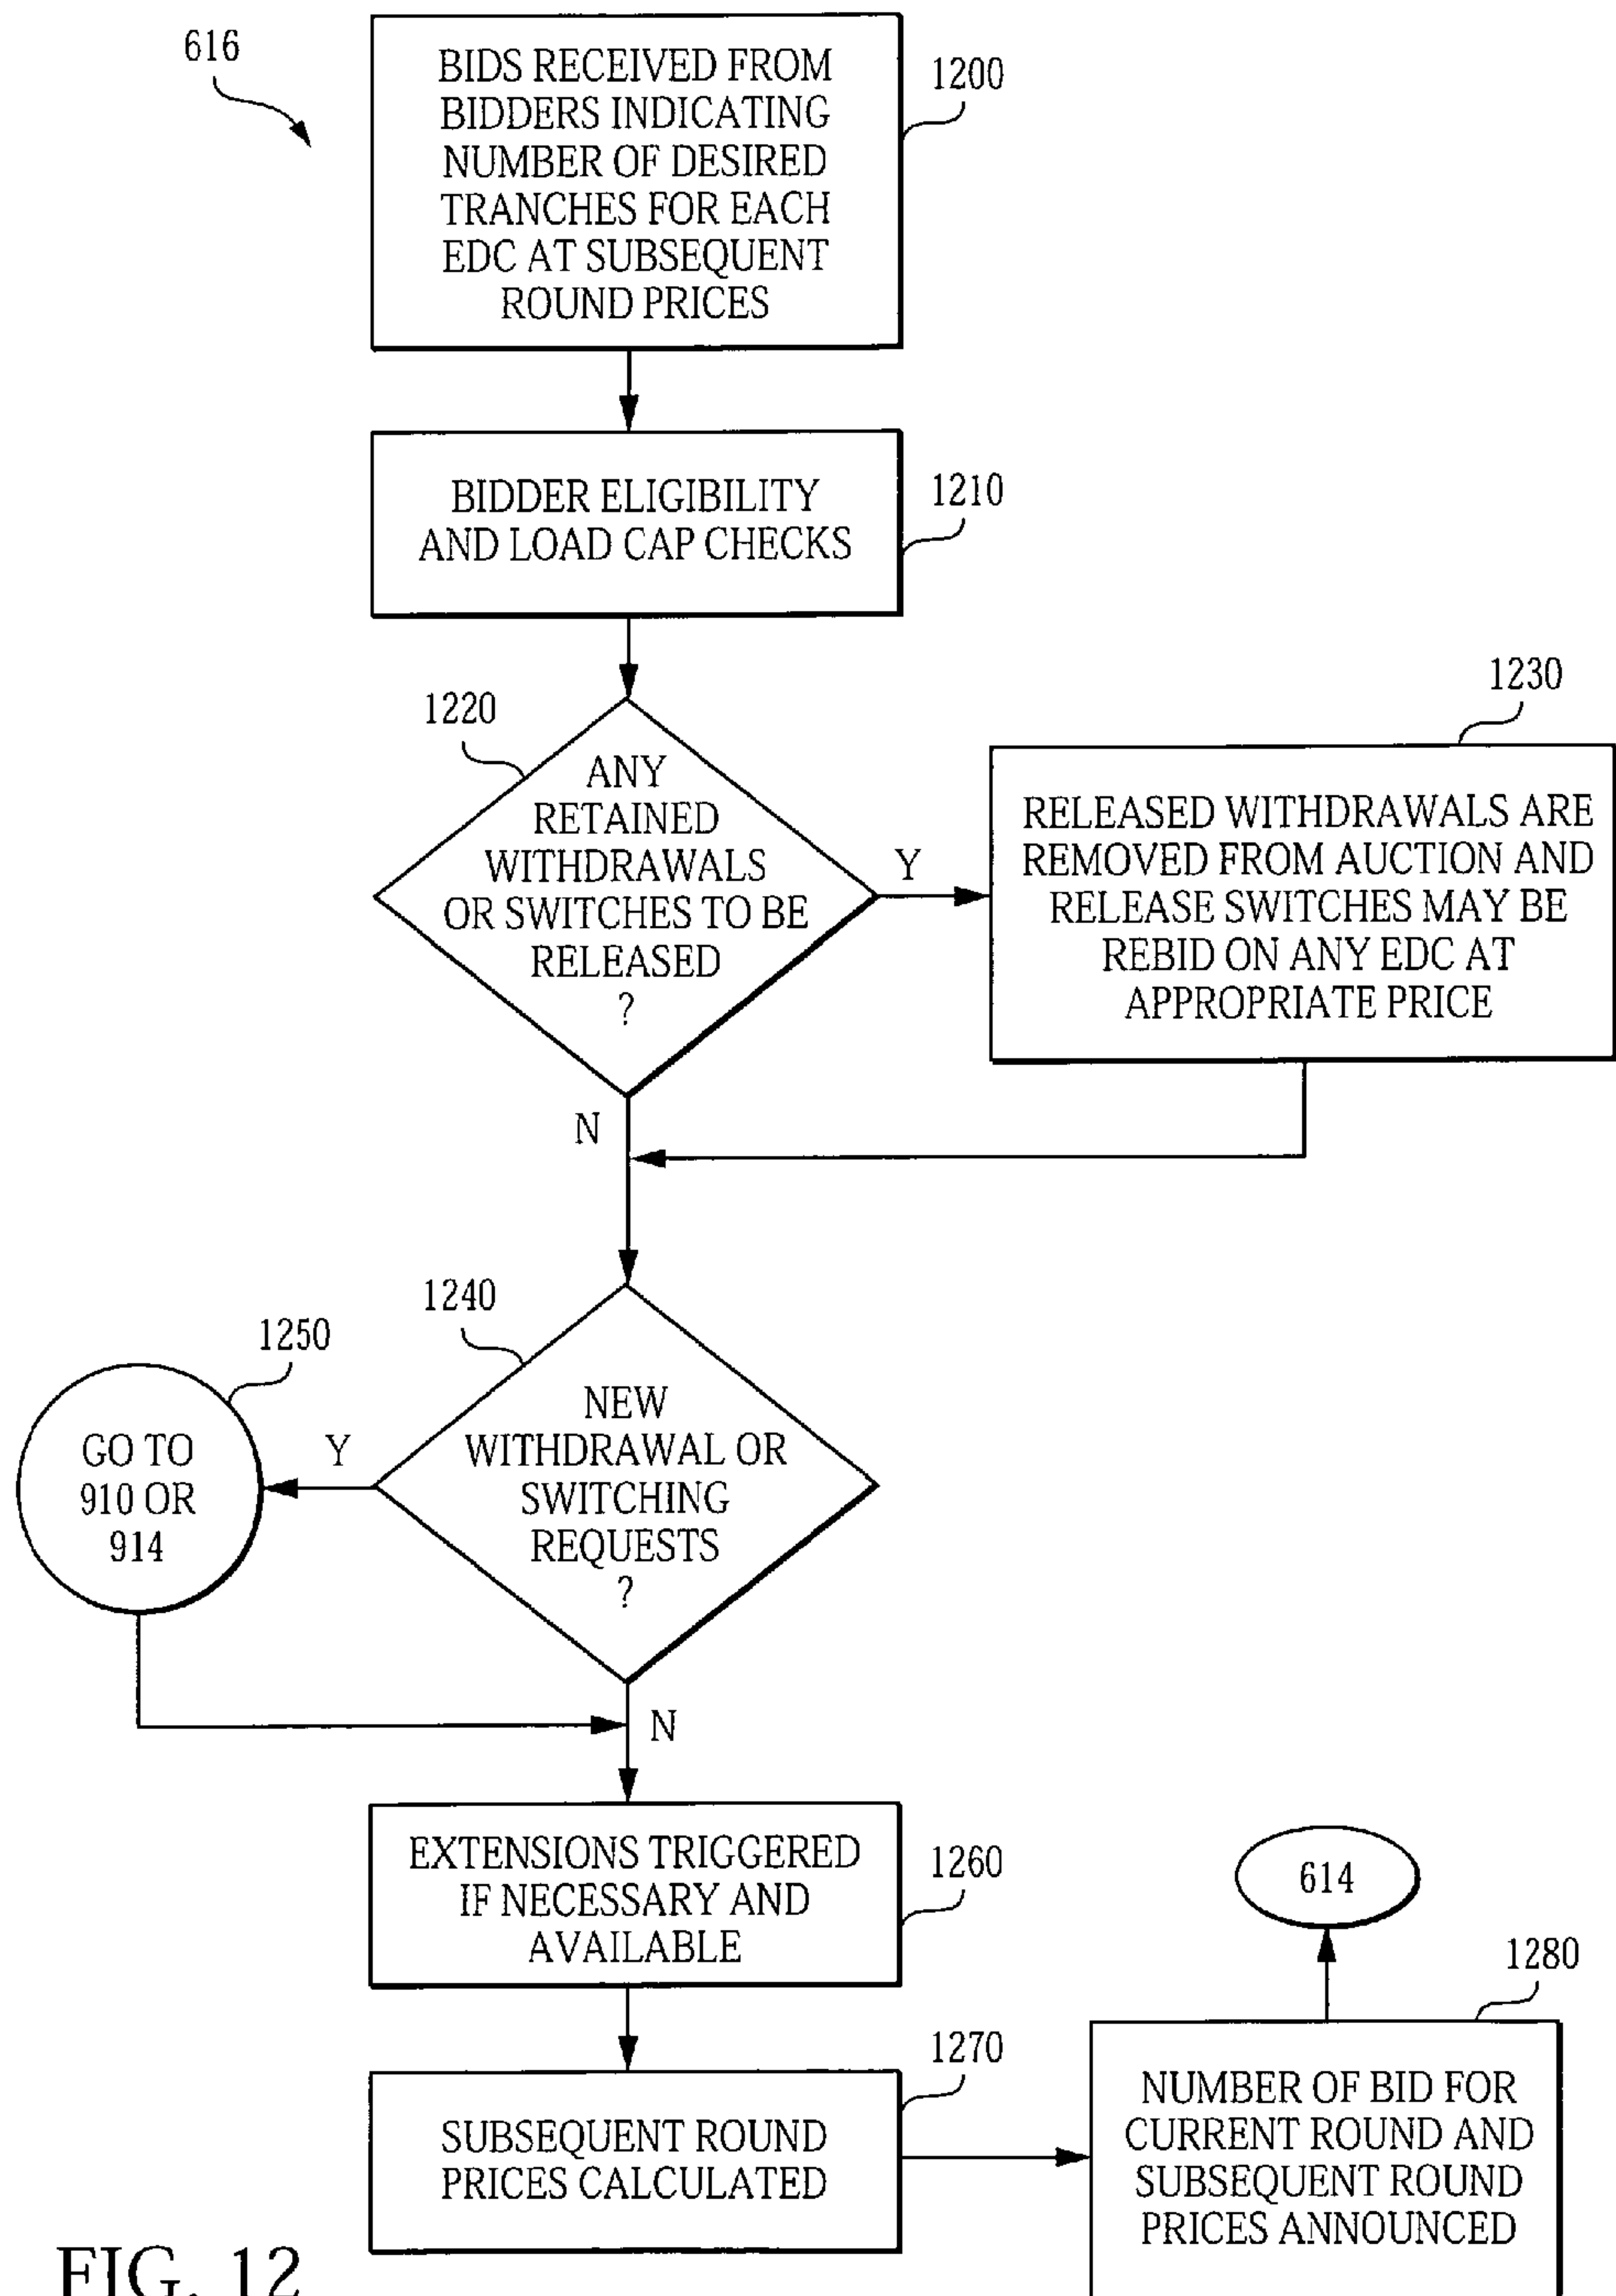 616
BIDS RECEIVED FROM
BIDDERS INDICATING
NUMBER OF DESIRED
TRANCHES FOR EACH
EDC AT SUBSEQUENT
ROUND PRICES
1200
BIDDER ELIGIBILITY
AND LOAD CAP CHECKS
1210
1220
ANY
RETAINED
WITHDRAWALS
OR SWITCHES TO BE
RELEASED
?
Y
N
1230
RELEASED WITHDRAWALS ARE
REMOVED FROM AUCTION AND
RELEASE SWITCHES MAY BE
REBID ON ANY EDC AT
APPROPRIATE PRICE
1240
NEW
WITHDRAWAL OR
SWITCHING
REQUESTS
?
Y
N
1250
GO TO
910 OR
914
EXTENSIONS TRIGGERED
IF NECESSARY AND
AVAILABLE
1260
SUBSEQUENT ROUND
PRICES CALCULATED
1270
614
1280
NUMBER OF BID FOR
CURRENT ROUND AND
SUBSEQUENT ROUND
PRICES ANNOUNCED
FIG. 12